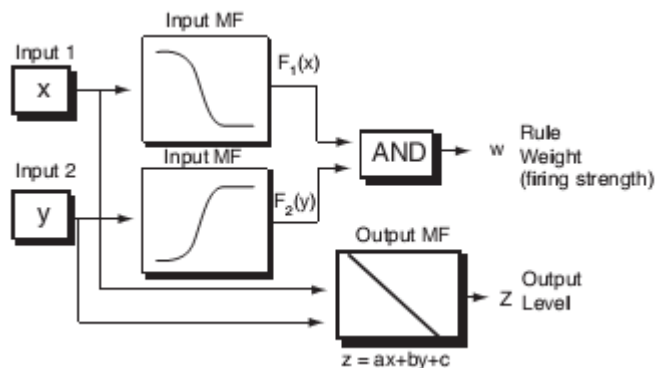 Input MF
Input 1
x
F1(x)
Input MF
AND
w
Rule
Weight
(firing strength)
Input 2
y
F2(y)
Output MF
Z
Output
Level
z = ax+by+c